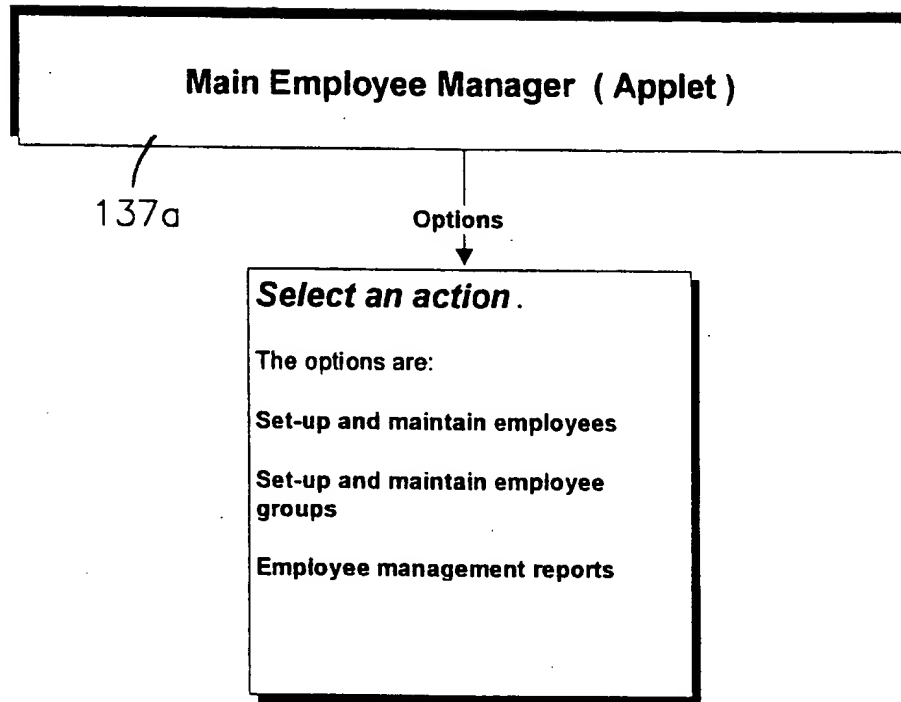 Main Employee Manager ( Applet )
137a
Options
Select an action .
The options are:
Set-up and maintain employees
Set-up and maintain employee
groups
Employee management reports